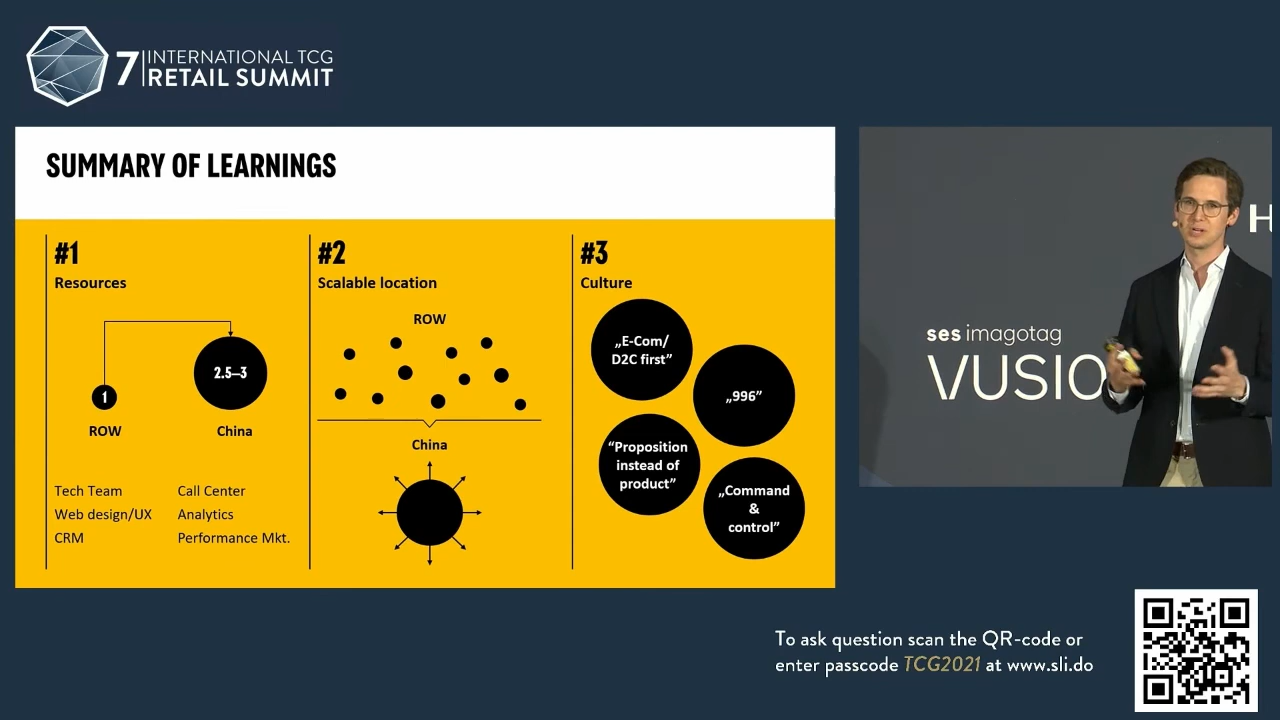 7 INTERNATIONAL TCG
RETAIL SUMMIT
SUMMARY OF LEARNINGS
#1
Resources
1
2.5–3
ROW
China
Tech Team
Call Center
Web design/UX
Analytics
CRM
Performance Mkt.
#2
Scalable location
ROW
China
#3
Culture
„E-Com/
D2C first”
„996”
“Proposition
instead of
product”
„Command
&
control”
H
ses imagotag
VUSIO
To ask question scan the QR-code or
enter passcode TCG2021 at www.sli.do